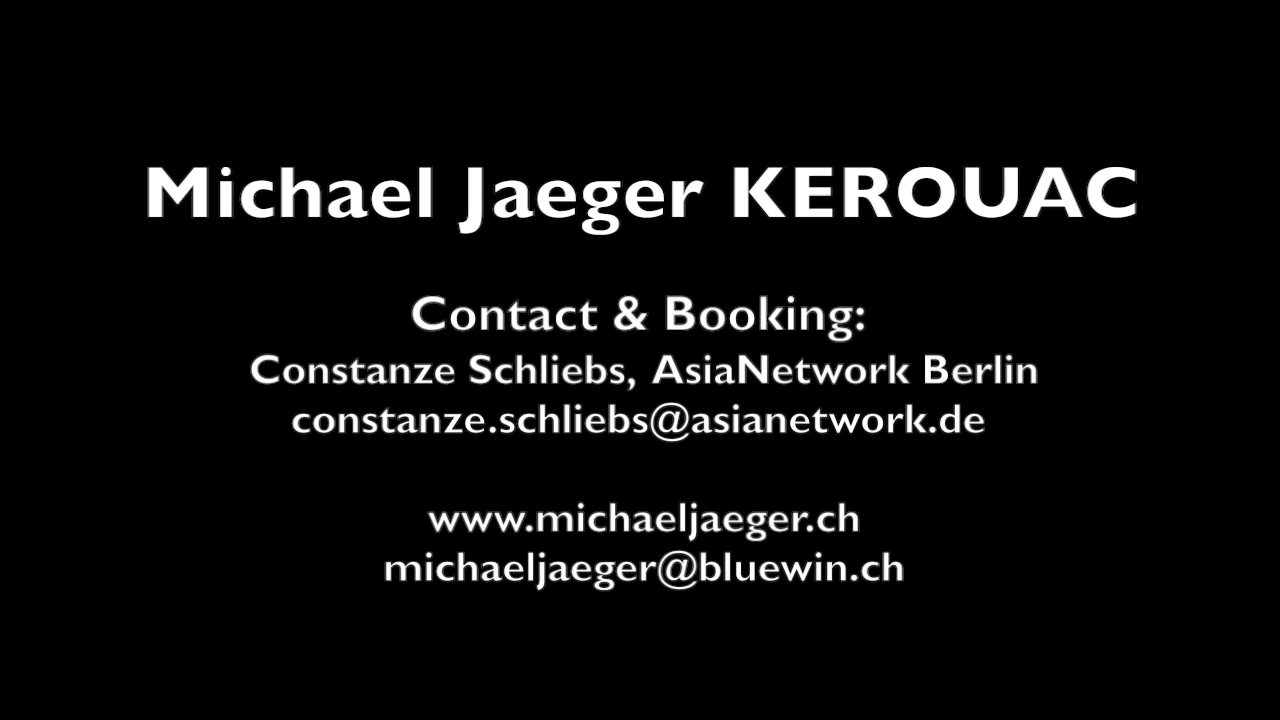 Michael Jaeger KEROUAC
Contact & Booking:
Constanze Schliebs, AsiaNetwork Berlin
constanze.schliebs@asianetwork.de
www.michaeljaeger.ch
michaeljaeger@bluewin.ch